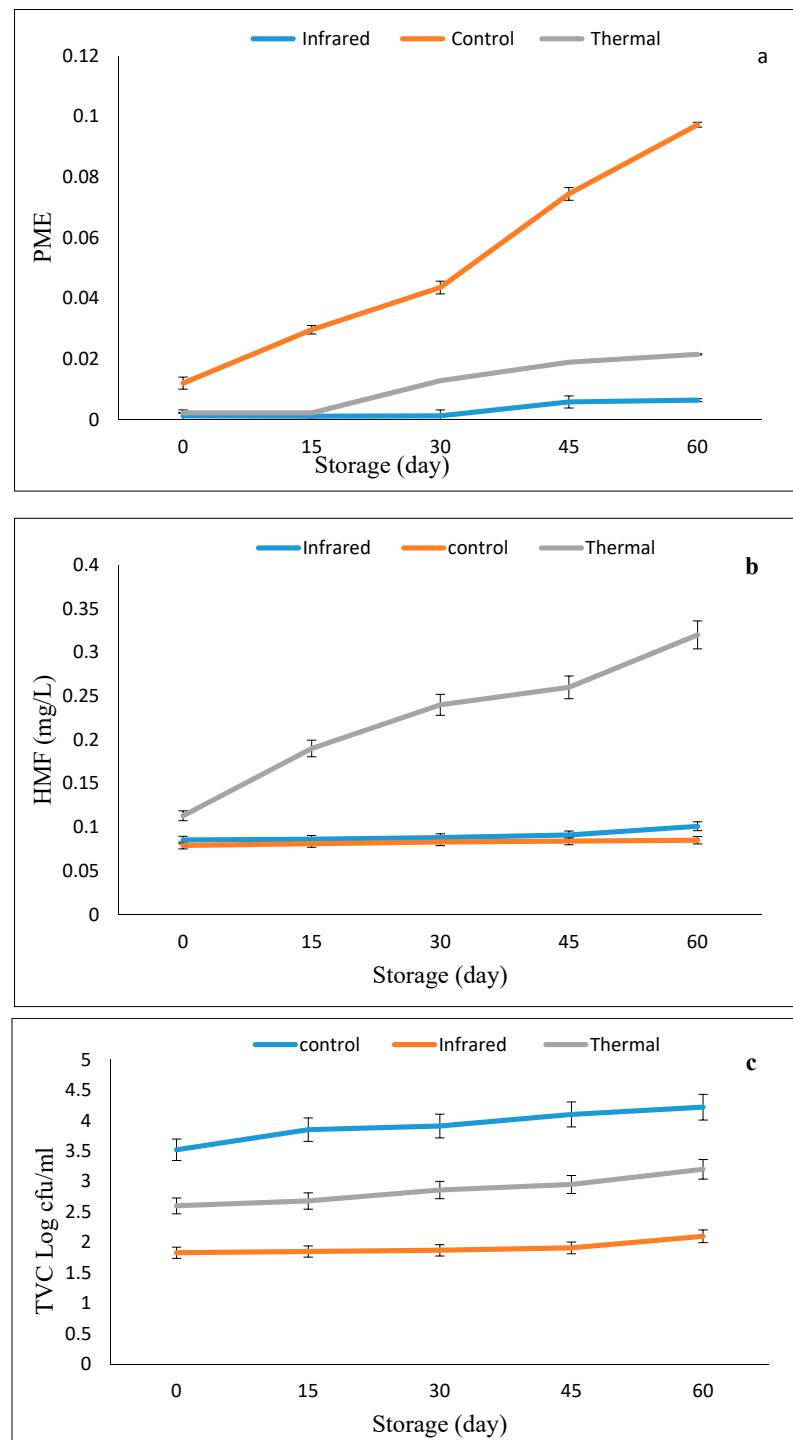 Infrared Control Thermal
a
0.12
0.1
0.08
0.06
0.04
0.02
0
PME
0 15 30 45 60
Storage (day)
Infrared control Thermal
b
0.4
0.35
0.3
0.25
0.2
0.15
0.1
0.05
0
HMF (mg/L)
0 15 30 45 60
Storage (day)
control Infrared Thermal
c
5
4.5
4
3.5
3
2.5
2
1.5
1
0.5
0
TVC Log cfu/ml
0 15 30 45 60
Storage (day)